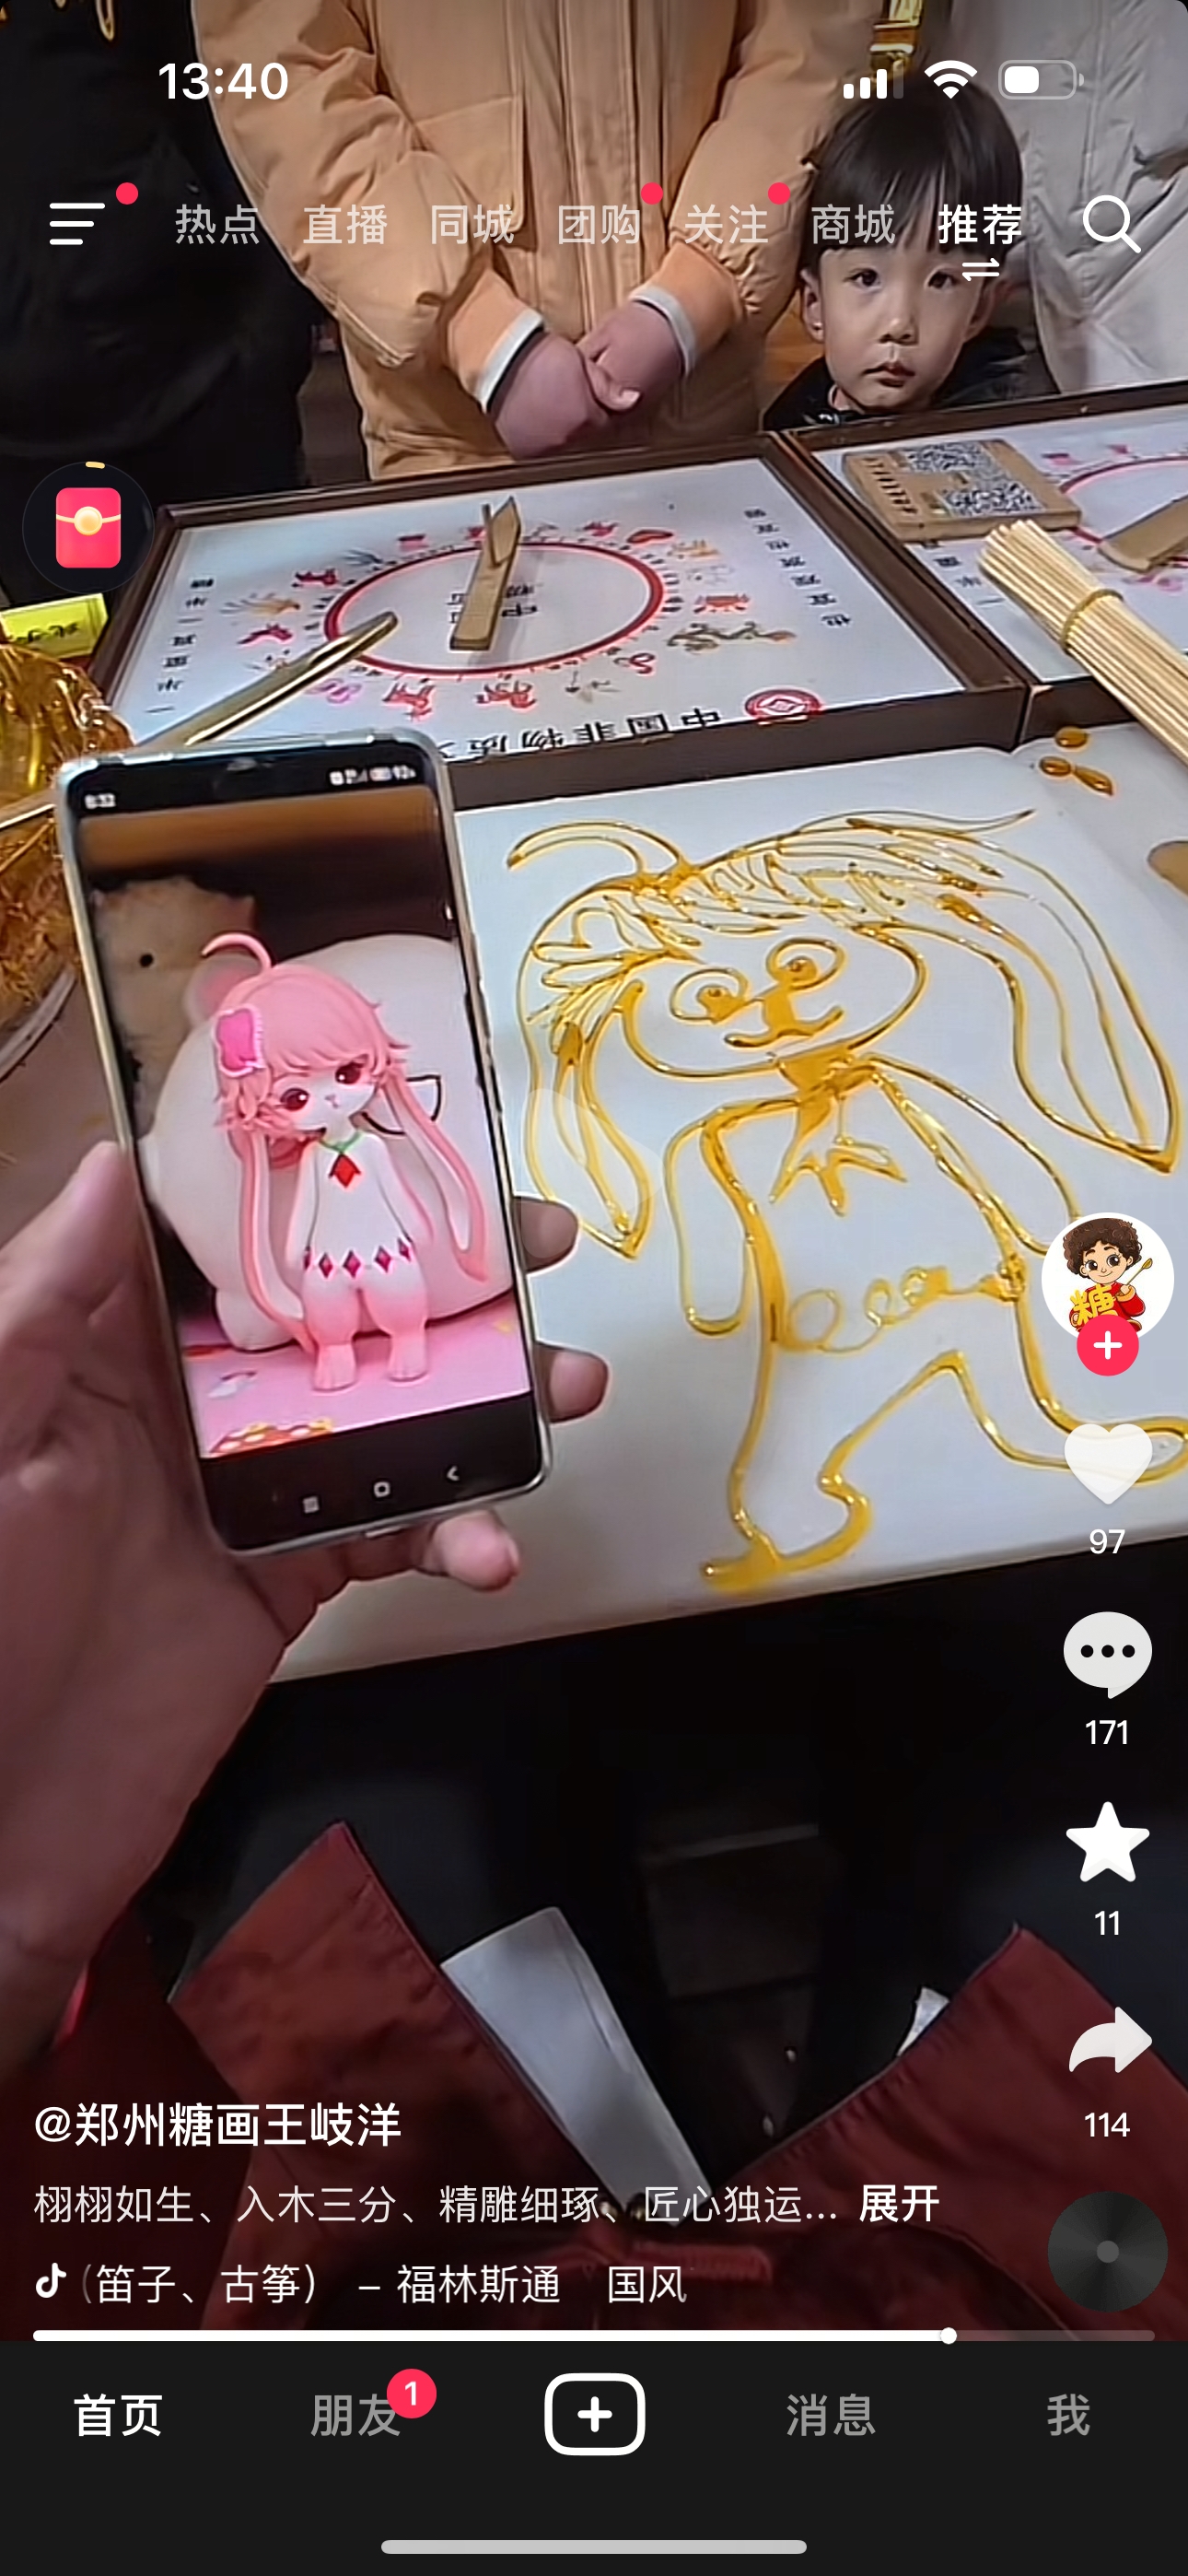 13:40
热点 直播 同城 团购 关注 商城 推荐
中国非物质文
糖
97
171
11
114
@郑州糖画王岐洋
栩栩如生、入木三分、精雕细琢、匠心独运... 展开
（笛子、古筝） - 福林斯通 国风
首页 朋友 1 消息 我